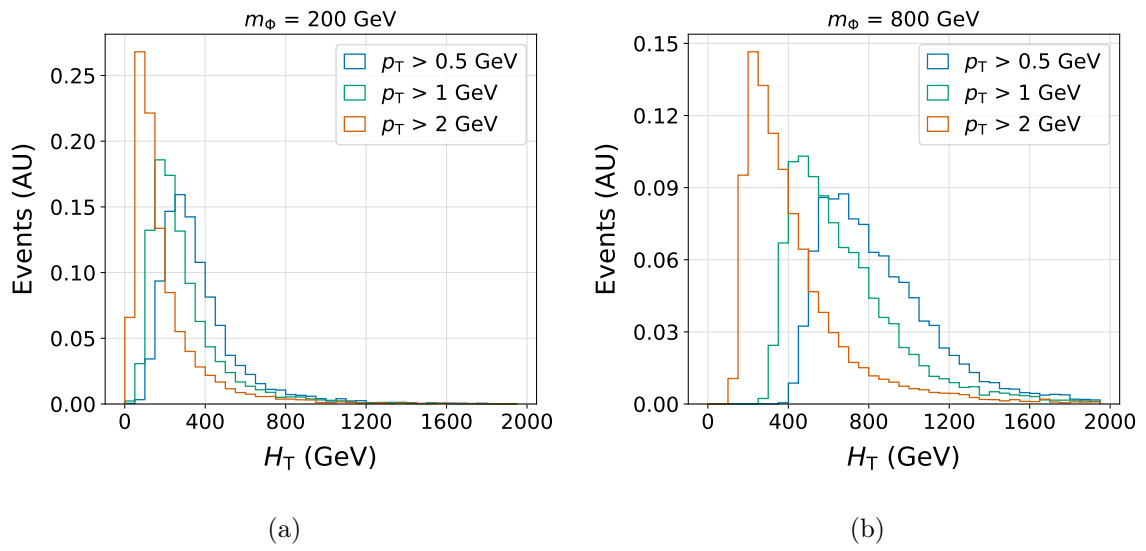 m_Φ = 200 GeV
Events (AU)
0.25
0.20
0.15
0.10
0.05
0.00
p_T > 0.5 GeV
p_T > 1 GeV
p_T > 2 GeV
0 400 800 1200 1600 2000
H_T (GeV)
(a)
m_Φ = 800 GeV
Events (AU)
0.15
0.12
0.09
0.06
0.03
0.00
p_T > 0.5 GeV
p_T > 1 GeV
p_T > 2 GeV
0 400 800 1200 1600 2000
H_T (GeV)
(b)